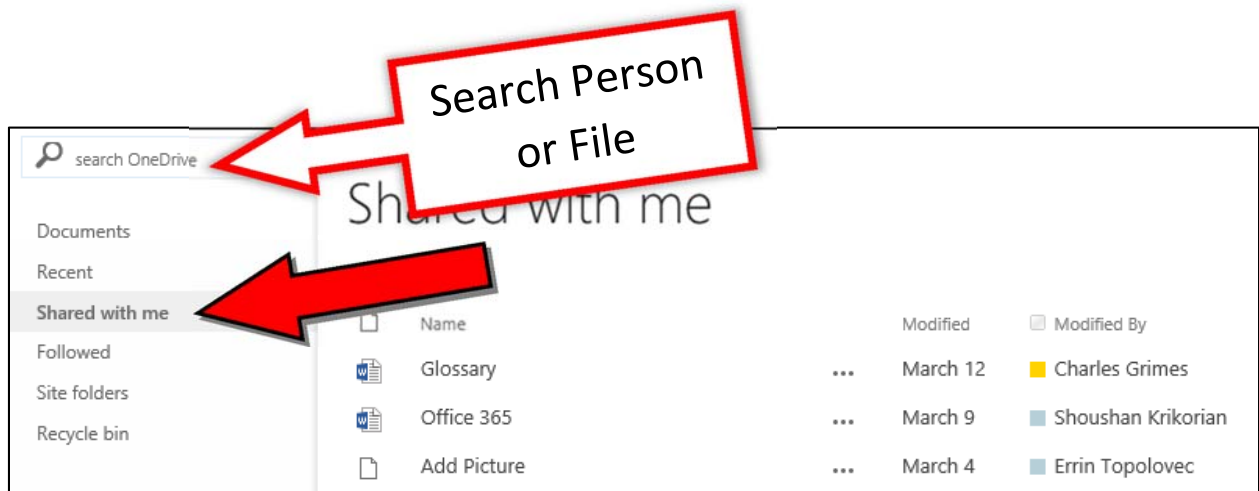 Search Person
or File
search OneDrive
Shared with me
Documents
Recent
Shared with me
Followed
Site folders
Recycle bin
Name Modified Modified By
Glossary ... March 12 Charles Grimes
Office 365 ... March 9 Shoushan Krikorian
Add Picture ... March 4 Errin Topolovec